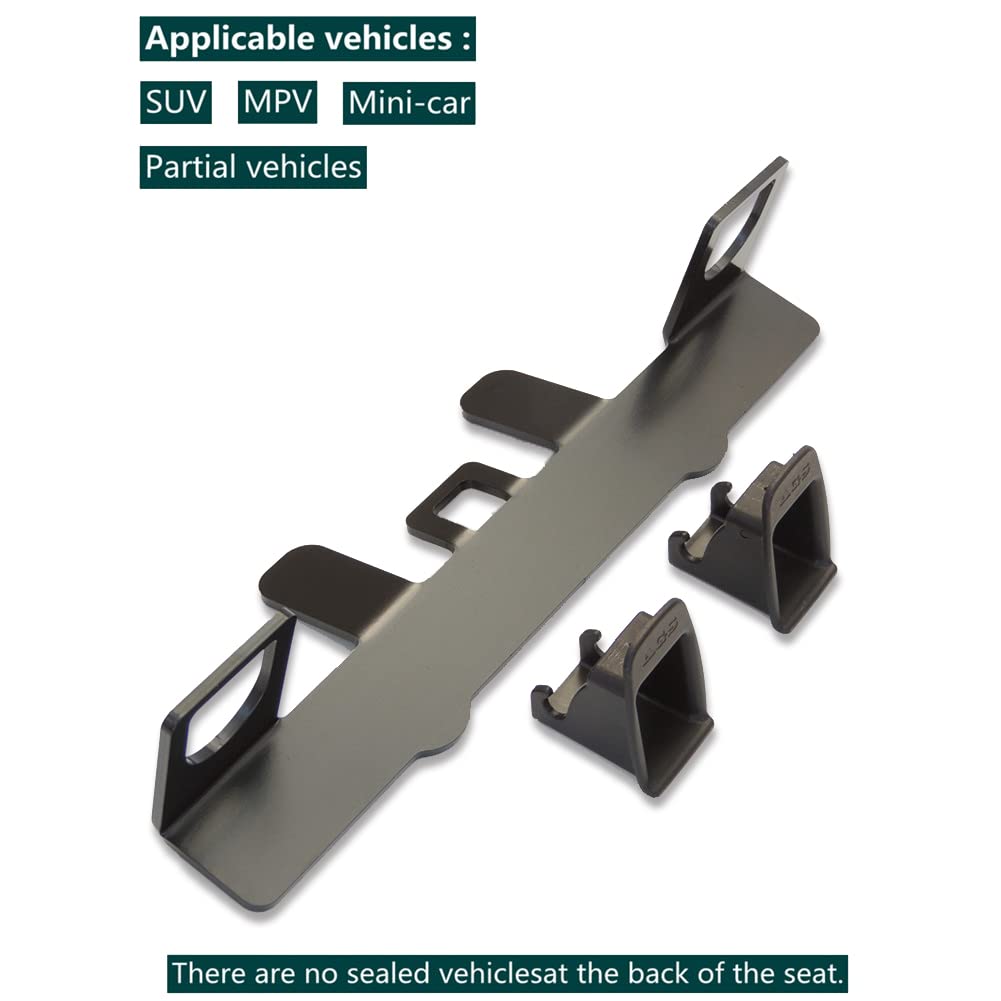 Applicable vehicles :
SUV MPV Mini-car
Partial vehicles
There are no sealed vehiclesat the back of the seat.